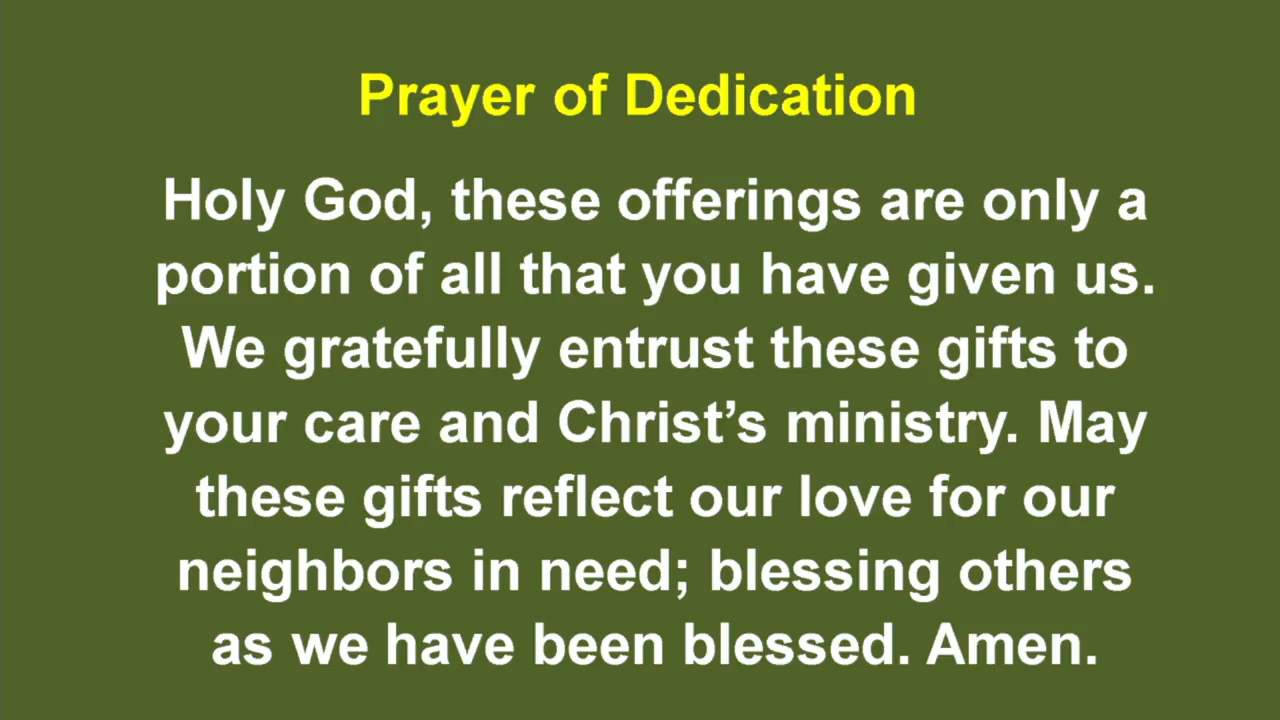 Prayer of Dedication
Holy God, these offerings are only a
portion of all that you have given us.
We gratefully entrust these gifts to
your care and Christ’s ministry. May
these gifts reflect our love for our
neighbors in need; blessing others
as we have been blessed. Amen.